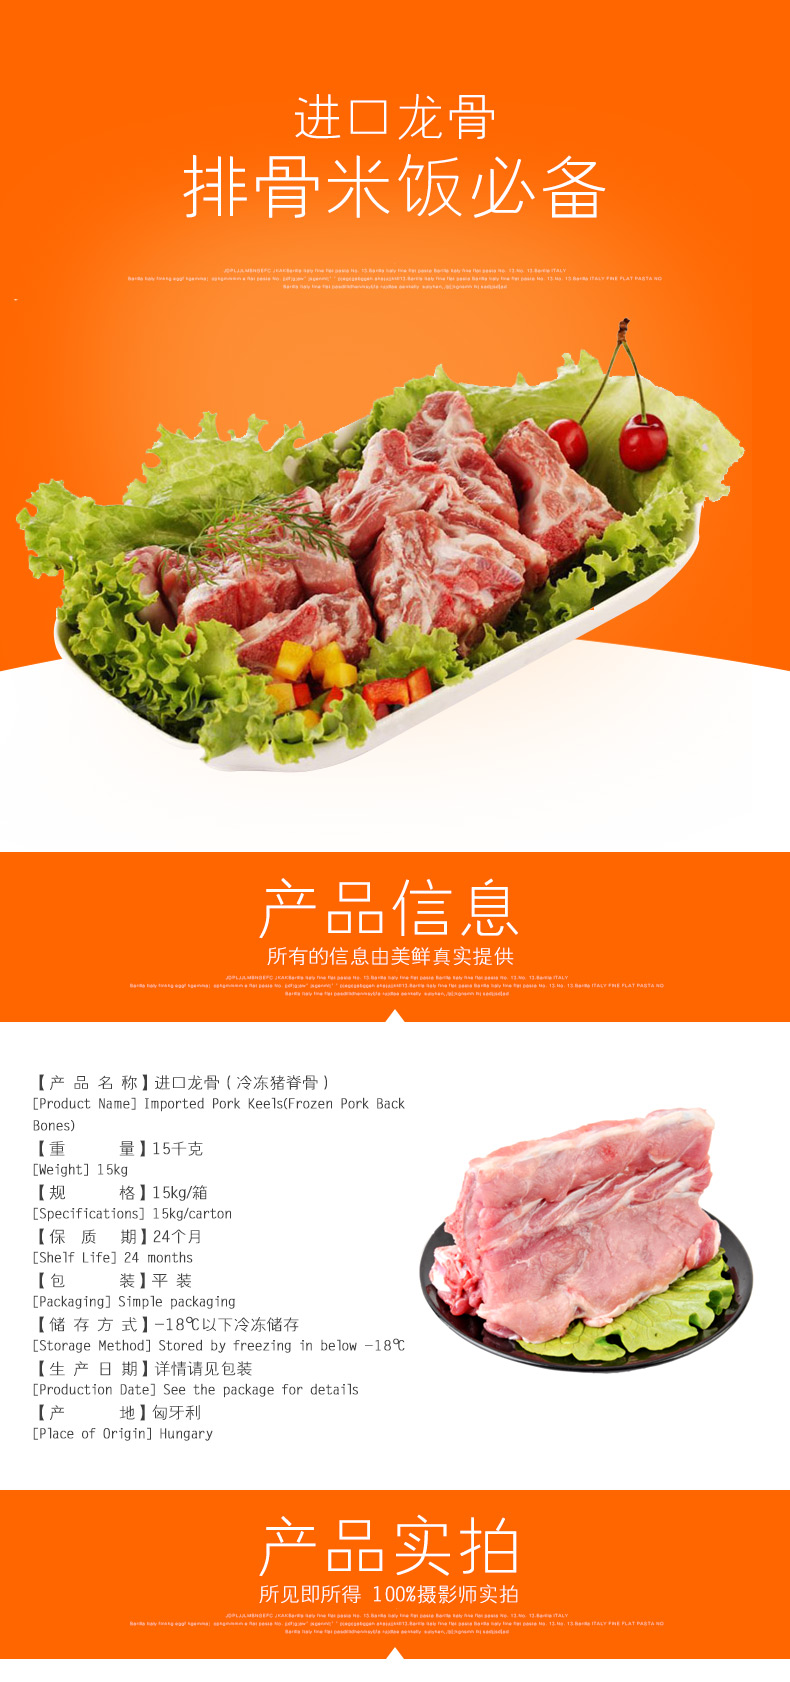 进口龙骨
排骨米饭必备
产品信息
所有的信息由美鲜真实提供
【产 品 名 称】进口龙骨(冷冻猪脊骨)
[Product Name] Imported Pork Keels(Frozen Pork Back
Bones)
【重 量】15千克
[Weight] 15kg
【规 格】15kg/箱
[Specifications] 15kg/carton
【保 质 期】24个月
[Shelf Life] 24 months
【包 装】平 装
[Packaging] Simple packaging
【储 存 方 式】-18℃以下冷冻储存
[Storage Method] Stored by freezing in below -18℃
【生 产 日 期】详情请见包装
[Production Date] See the package for details
【产 地】匈牙利
[Place of Origin] Hungary
产品实拍
所见即所得 100%摄影师实拍